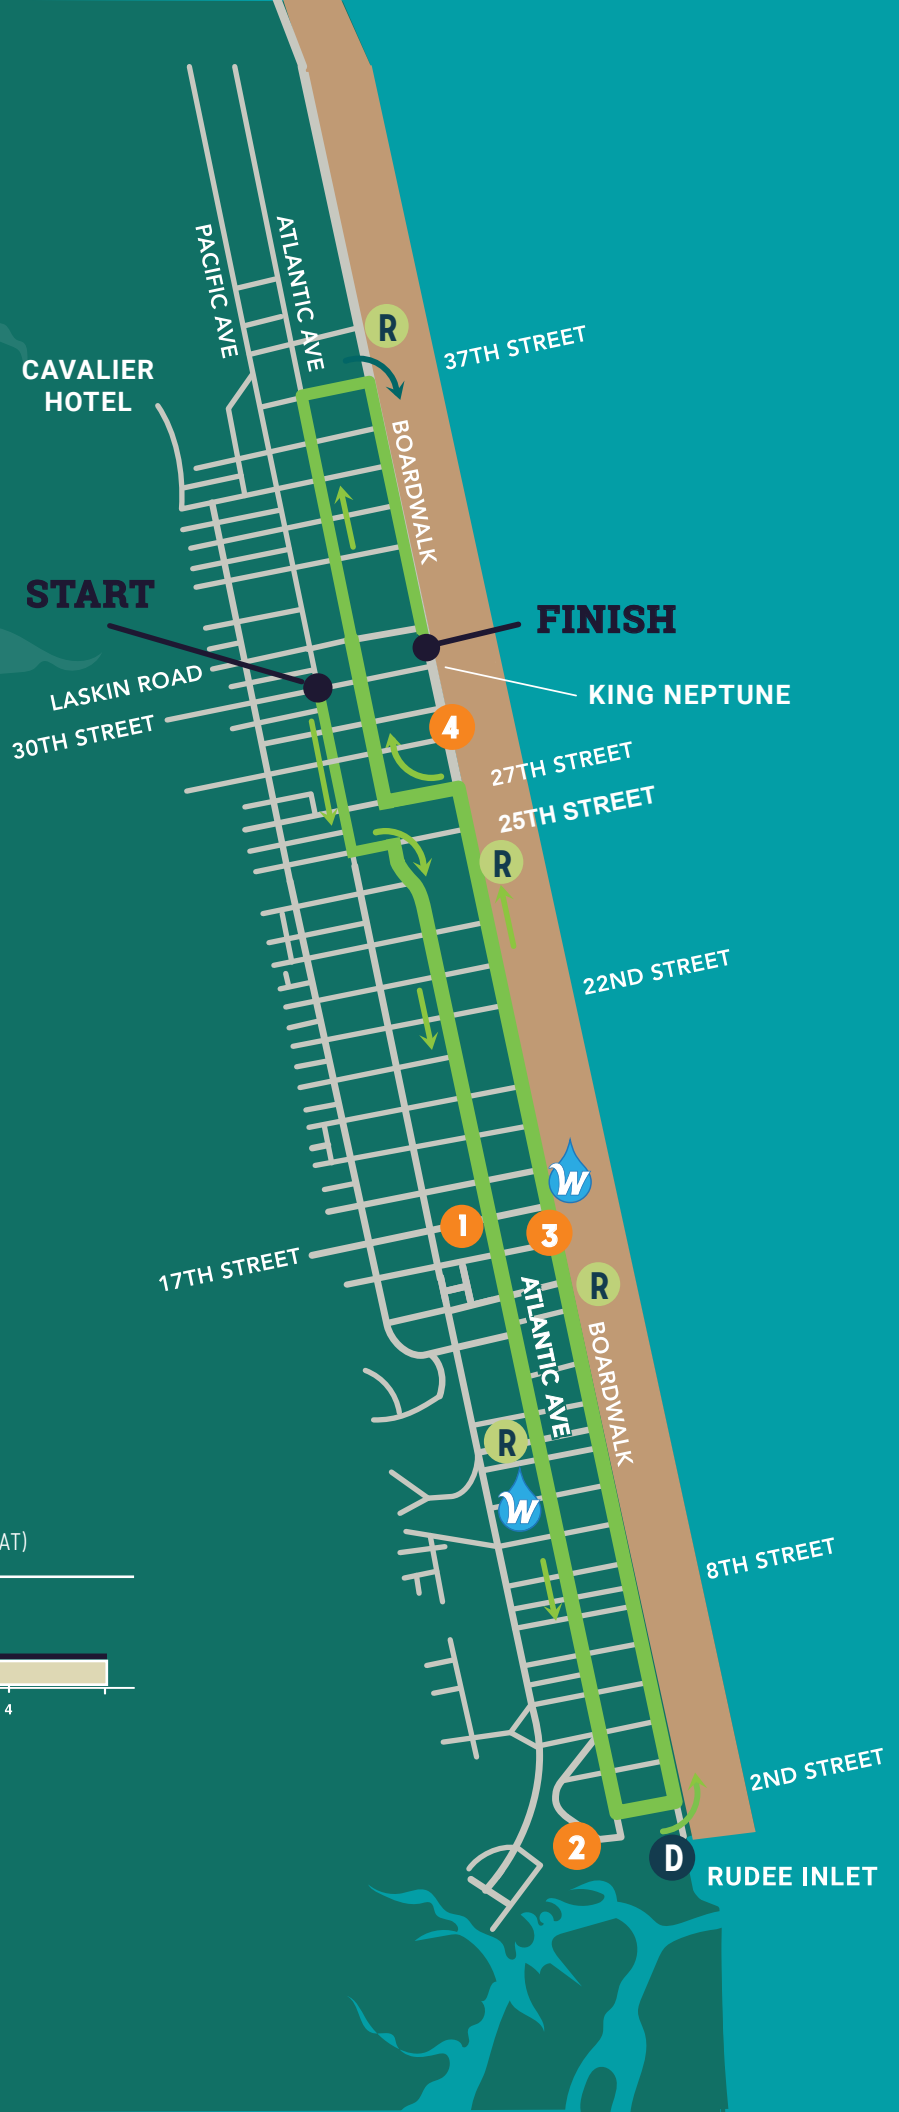 PACIFIC AVE
ATLANTIC AVE
R
37TH STREET
CAVALIER
HOTEL
BOARDWALK
START
FINISH
LASKIN ROAD
KING NEPTUNE
30TH STREET
4
27TH STREET
25TH STREET
R
22ND STREET
W
1
3
17TH STREET
R
ATLANTIC AVE
BOARDWALK
R
W
AT)
8TH STREET
4
2ND STREET
2
D
RUDEE INLET